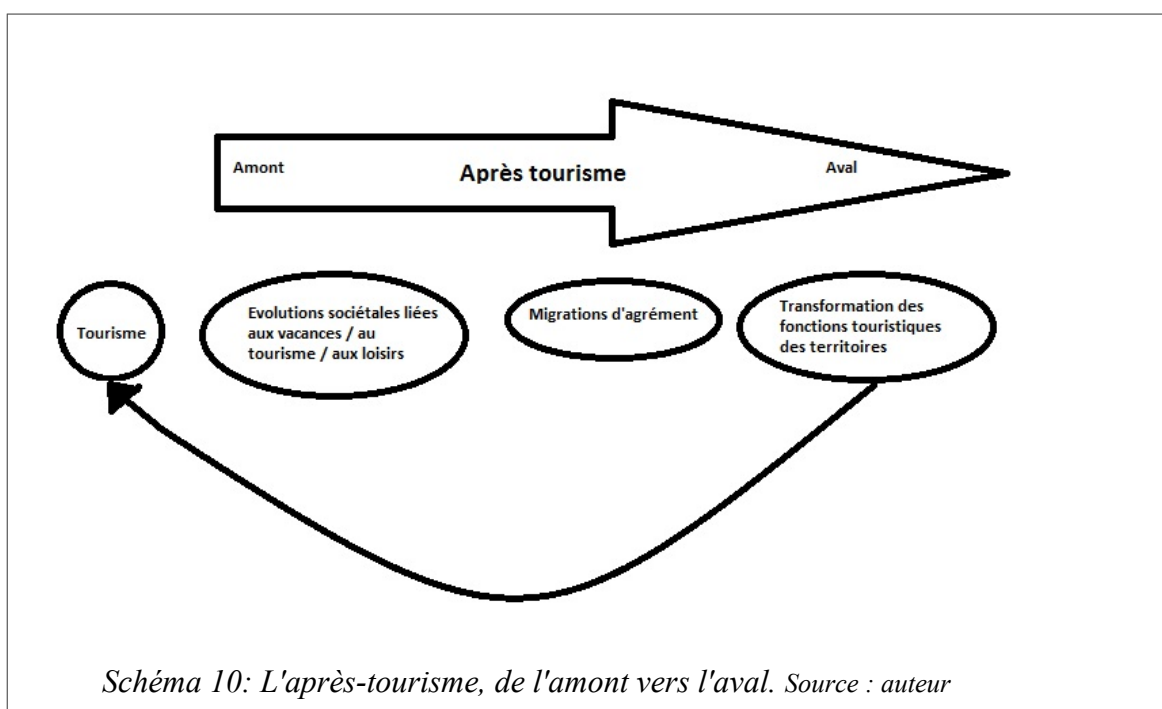 Amont Après tourisme Aval
Tourisme
Evolutions sociétales liées
aux vacances / au
tourisme / aux loisirs
Migrations d'agrément
Transformation des
fonctions touristiques
des territoires
Schéma 10: L'après-tourisme, de l'amont vers l'aval. Source : auteur